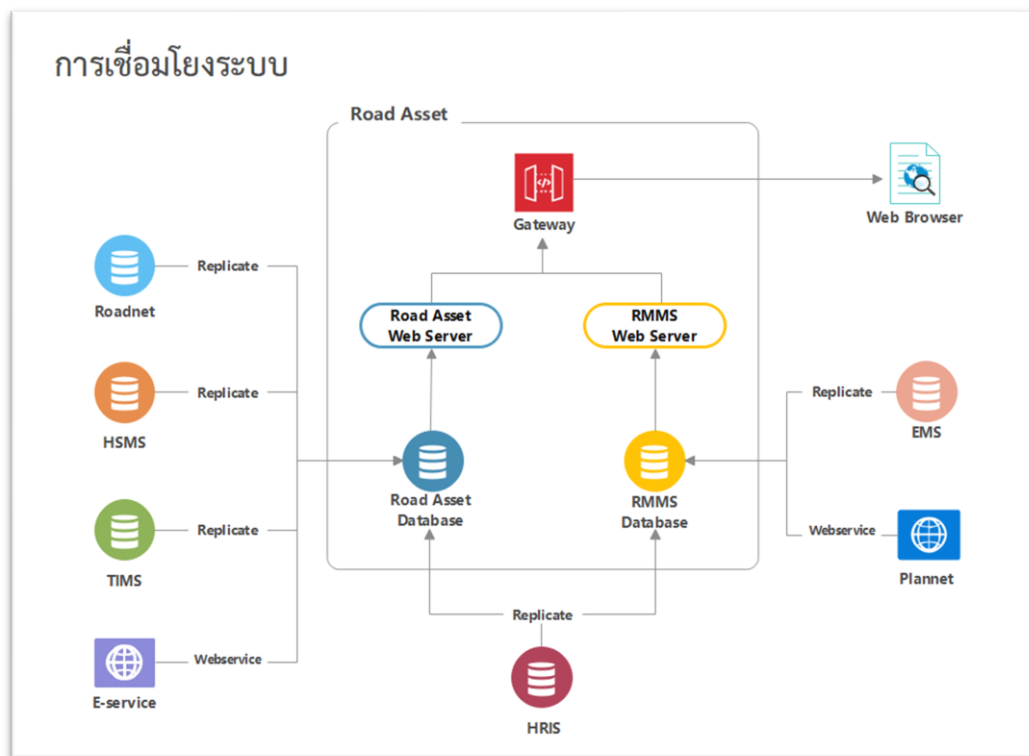 การเชื่อมโยงระบบ
Road Asset
Gateway
Web Browser
Replicate
Roadnet
Road Asset
Web Server
RMMS
Web Server
Replicate
HSMS
Replicate
EMS
Road Asset
Database
RMMS
Database
Replicate
TIMS
Webservice
Plannet
Replicate
Webservice
E-service
HRIS